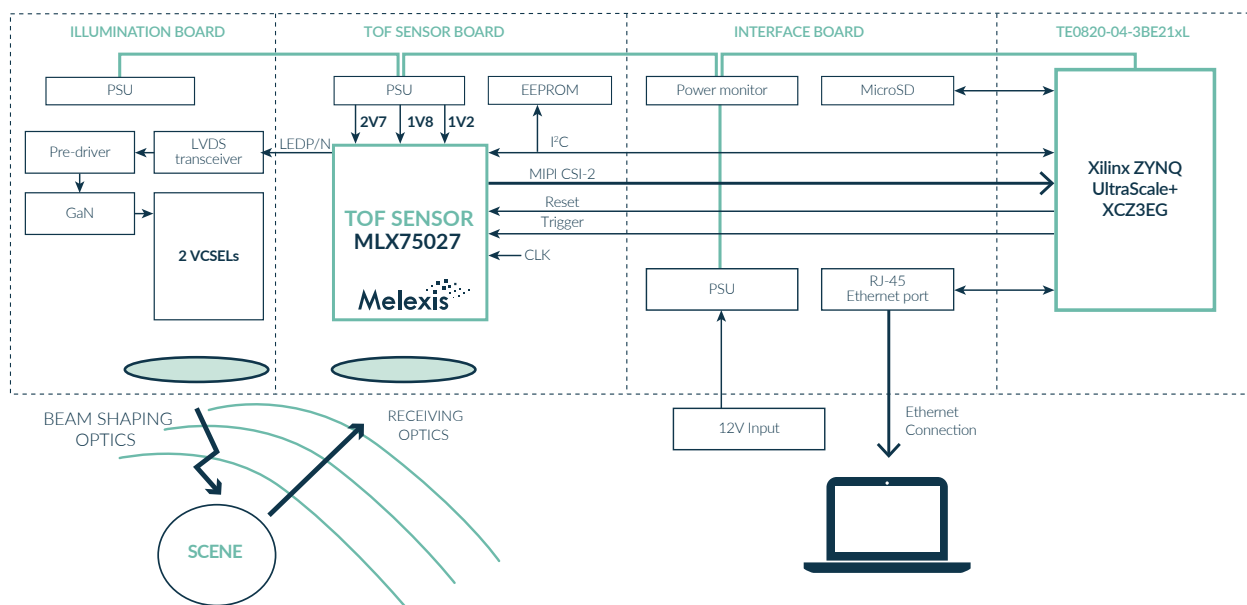 ILLUMINATION BOARD
TOF SENSOR BOARD
INTERFACE BOARD
TE0820-04-3BE21xL
PSU
PSU
EEPROM
Power monitor
MicroSD
2V7
1V8
1V2
Pre-driver
LVDS
transceiver
LEDP/N
I²C
MIPI CSI-2
Xilinx ZYNQ
UltraScale+
XCZ3EG
GaN
2 VCSELs
TOF SENSOR
MLX75027
Reset
Trigger
CLK
Melexis
PSU
RJ-45
Ethernet port
BEAM SHAPING
OPTICS
RECEIVING
OPTICS
12V Input
Ethernet
Connection
SCENE